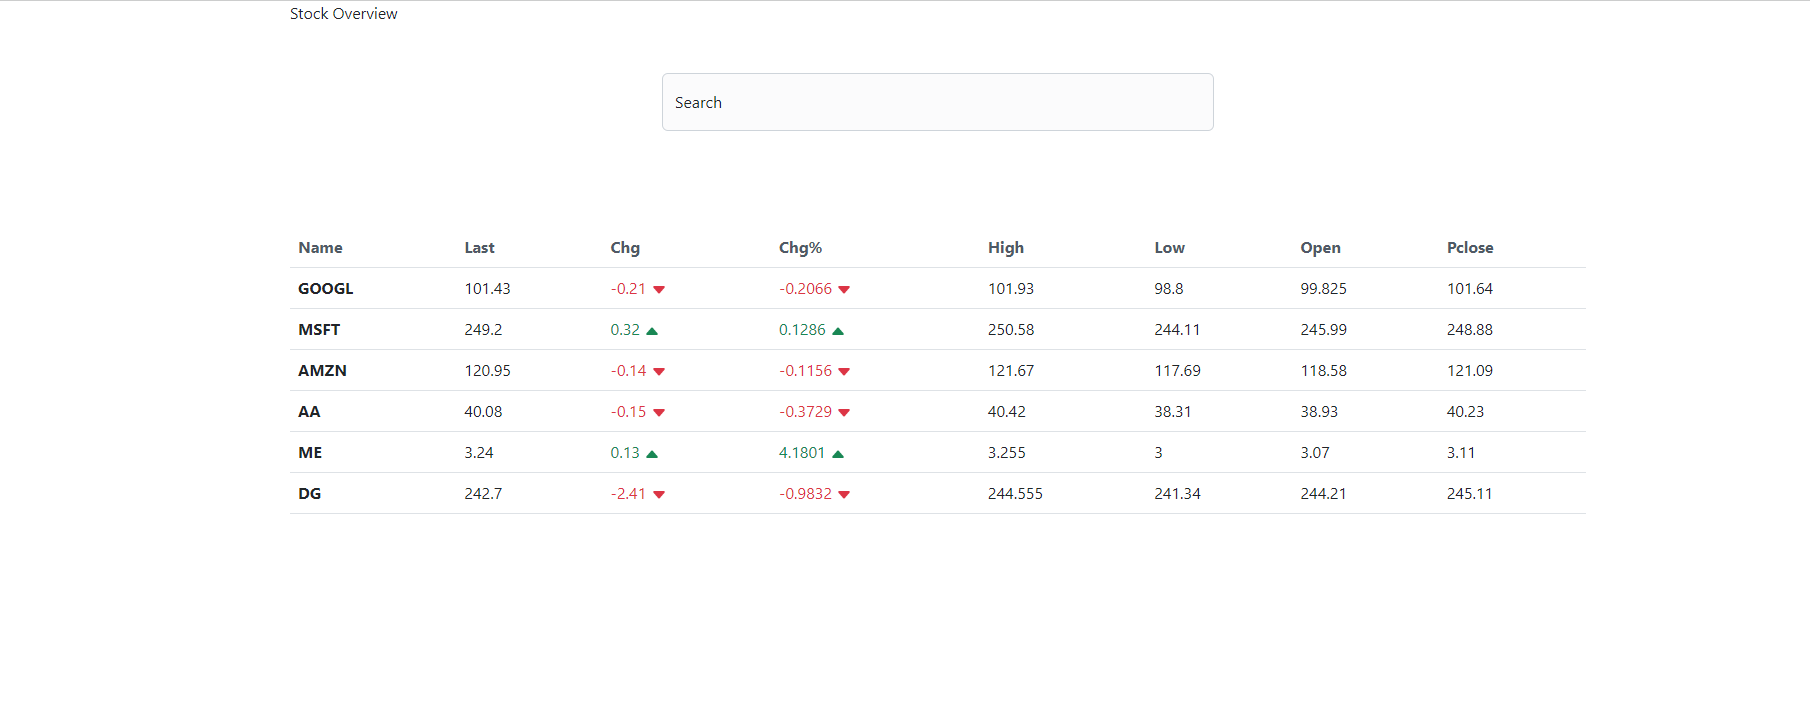 Stock Overview
Search
Name Last Chg Chg% High Low Open Pclose
GOOGL 101.43 -0.21 -0.2066 101.93 98.8 99.825 101.64
MSFT 249.2 0.32 0.1286 250.58 244.11 245.99 248.88
AMZN 120.95 -0.14 -0.1156 121.67 117.69 118.58 121.09
AA 40.08 -0.15 -0.3729 40.42 38.31 38.93 40.23
ME 3.24 0.13 4.1801 3.255 3 3.07 3.11
DG 242.7 -2.41 -0.9832 244.555 241.34 244.21 245.11